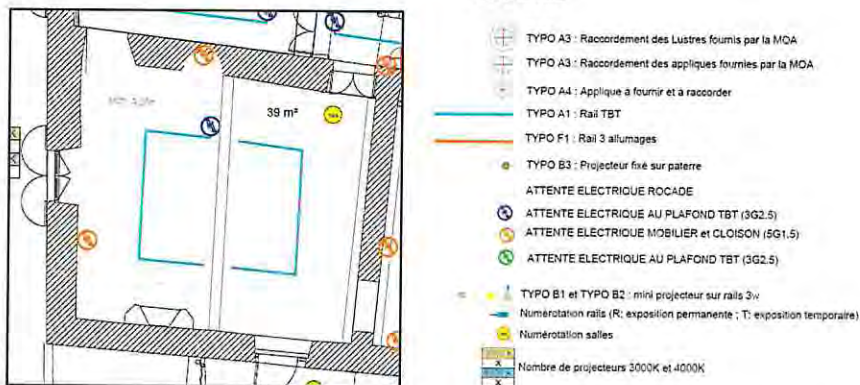 39 m²
TYPO A3 : Raccordement des Lustres fournis par la MOA
TYPO A3 : Raccordement des appliques fournies par la MOA
TYPO A4 : Applique à fournir et à raccorder
TYPO A1 : Rail TBT
TYPO F1 : Rail 3 allumages
TYPO B3 : Projecteur fixé sur paterre
ATTENTE ELECTRIQUE ROCADE
ATTENTE ELECTRIQUE AU PLAFOND TBT (3G2.5)
ATTENTE ELECTRIQUE MOBILIER et CLOISON (5G1.5)
ATTENTE ELECTRIQUE AU PLAFOND TBT (3G2.5)
TYPO B1 et TYPO B2 : mini projecteur sur rails 3w
Numérotation rails (R: exposition permanente ; T: exposition temporaire)
Numérotation salles
X
Nombre de projecteurs 3000K et 4000K
X